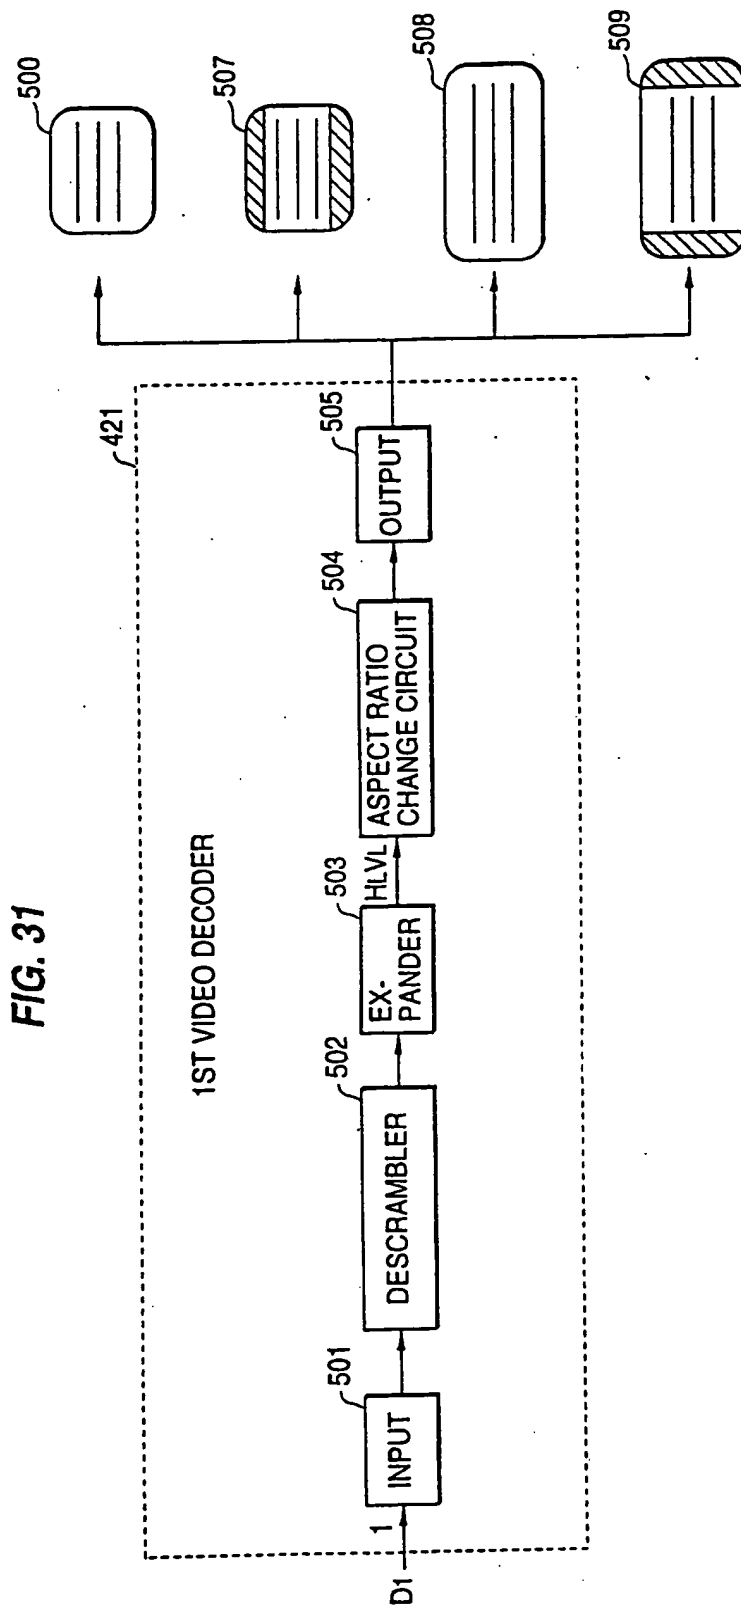 FIG. 31
1ST VIDEO DECODER
421
D1
1
501
INPUT
502
DESCRAMBLER
503
EX-
PANDER
HLVL
504
ASPECT RATIO
CHANGE CIRCUIT
505
OUTPUT
500
507
508
509